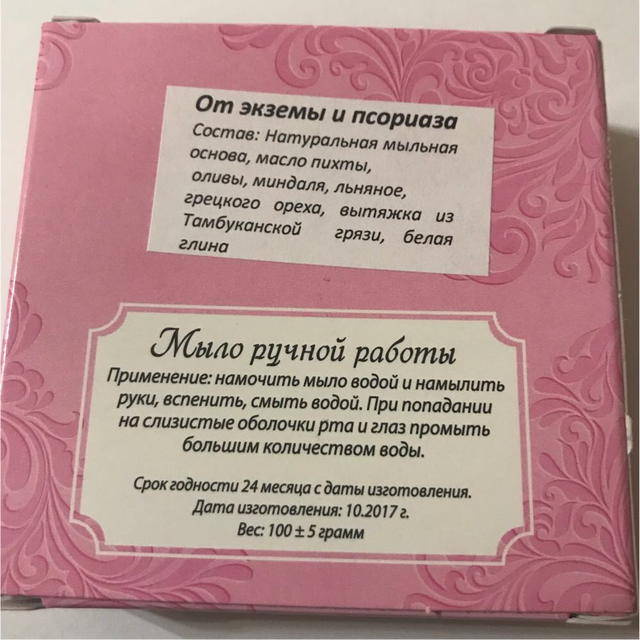 От экземы и псориаза
Состав: Натуральная мыльная
основа, масло пихты,
оливы, миндаля, льняное,
грецкого ореха, вытяжка из
Тамбуканской грязи, белая
глина
Мыло ручной работы
Применение: намочить мыло водой и намылить
руки, вспенить, смыть водой. При попадании
на слизистые оболочки рта и глаз промыть
большим количеством воды.
Срок годности 24 месяца с даты изготовления.
Дата изготовления: 10.2017 г.
Вес: 100 ± 5 грамм